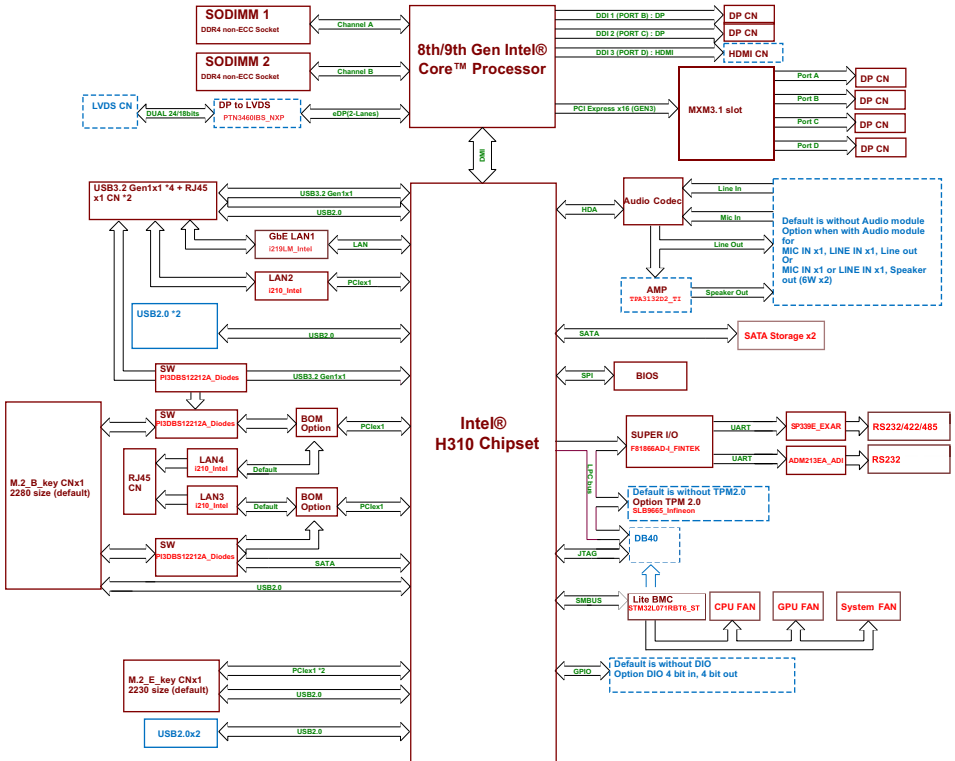 SODIMM 1
DDR4 non-ECC Socket
Channel A
SODIMM 2
DDR4 non-ECC Socket
Channel B
LVDS CN
DUAL 24/18bits
DP to LVDS
PTN3460IBS_NXP
eDP(2-Lanes)
8th/9th Gen Intel®
Core™ Processor
DDI 1 (PORT B) : DP
DP CN
DDI 2 (PORT C) : DP
DP CN
DDI 3 (PORT D) : HDMI
HDMI CN
PCI Express x16 (GEN3)
MXM3.1 slot
Port A
DP CN
Port B
DP CN
Port C
DP CN
Port D
DP CN
DMI
USB3.2 Gen1x1 *4 + RJ45
x1 CN *2
USB3.2 Gen1x1
USB2.0
GbE LAN1
i219LM_Intel
LAN
LAN2
i210_Intel
PCIex1
USB2.0 *2
USB2.0
SW
PI3DBS12212A_Diodes
USB3.2 Gen1x1
SW
PI3DBS12212A_Diodes
BOM
Option
PCIex1
M.2_B_key CNx1
2280 size (default)
RJ45
CN
LAN4
i210_Intel
Default
LAN3
i210_Intel
Default
BOM
Option
PCIex1
SW
PI3DBS12212A_Diodes
SATA
USB2.0
M.2_E_key CNx1
2230 size (default)
PCIex1 *2
USB2.0
USB2.0x2
USB2.0
Intel®
H310 Chipset
HDA
Audio Codec
Line In
Mic In
Line Out
AMP
TPA3132D2_TI
Speaker Out
Default is without Audio module
Option when with Audio module
for
MIC IN x1, LINE IN x1, Line out
Or
MIC IN x1 or LINE IN x1, Speaker
out (6W x2)
SATA
SATA Storage x2
SPI
BIOS
SUPER I/O
F81866AD-I_FINTEK
UART
SP339E_EXAR
RS232/422/485
UART
ADM213EA_ADI
RS232
LPC bus
Default is without TPM2.0
Option TPM 2.0
SLB9665_Infineon
DB40
JTAG
SMBUS
Lite BMC
STM32L071RBT6_ST
CPU FAN
GPU FAN
System FAN
GPIO
Default is without DIO
Option DIO 4 bit in, 4 bit out